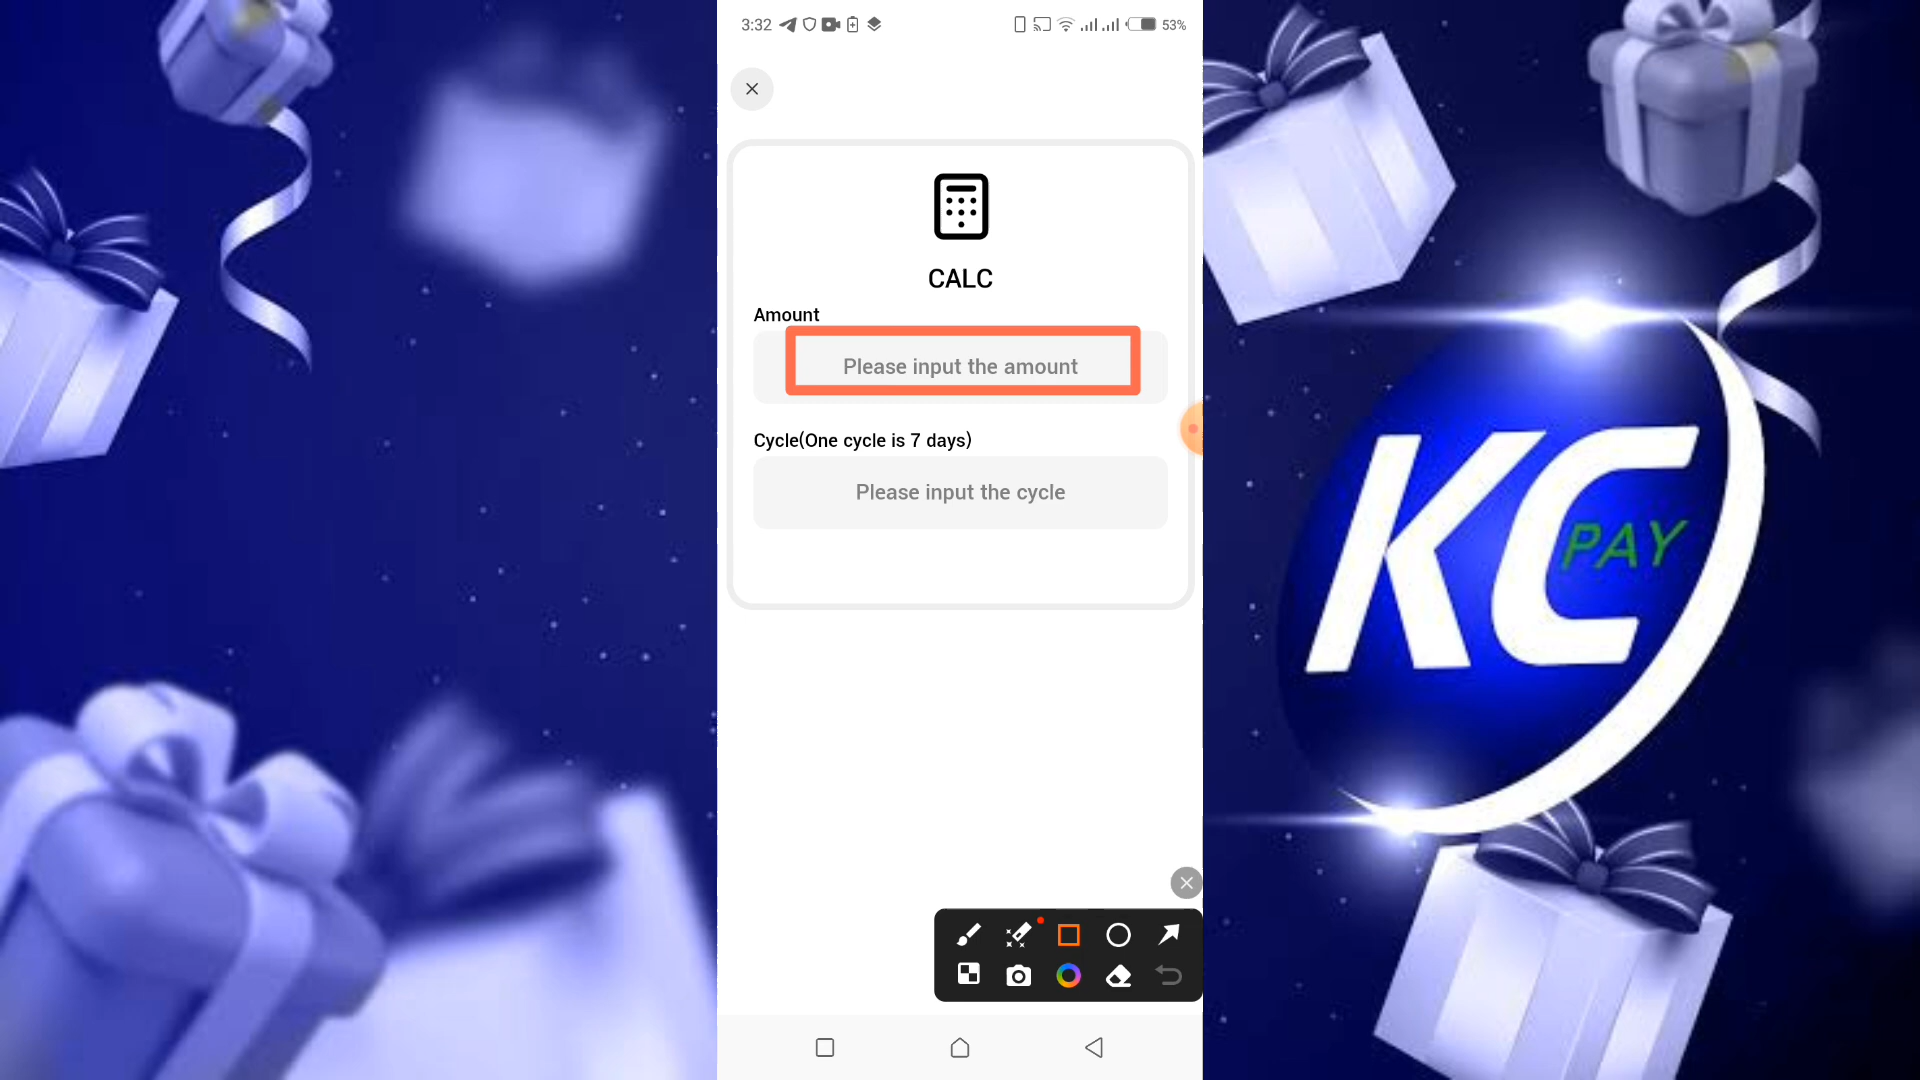 3:32
53%
CALC
Amount
Please input the amount
Cycle(One cycle is 7 days)
Please input the cycle
KC
PAY